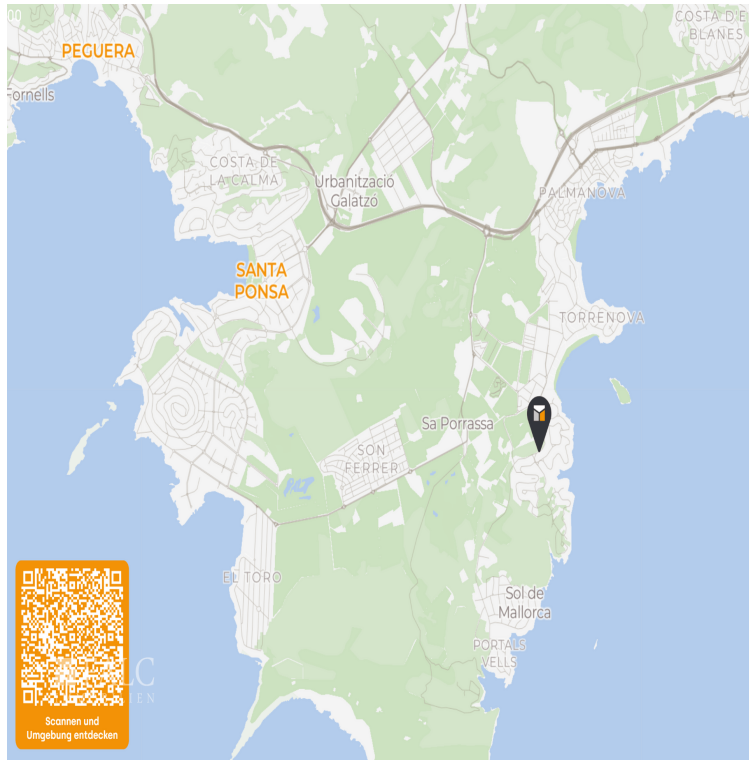 COSTA D'E
BLANES
PEGUERA
Fornells
COSTA DE
LA CALMA
Urbanització
Galatzó
PALMANOVA
SANTA
PONSA
TORRENOVA
Sa Porrassa
SON
FERRER
EL TORO
Sol de
Mallorca
PORTALS
VELLS
Scannen und
Umgebung entdecken